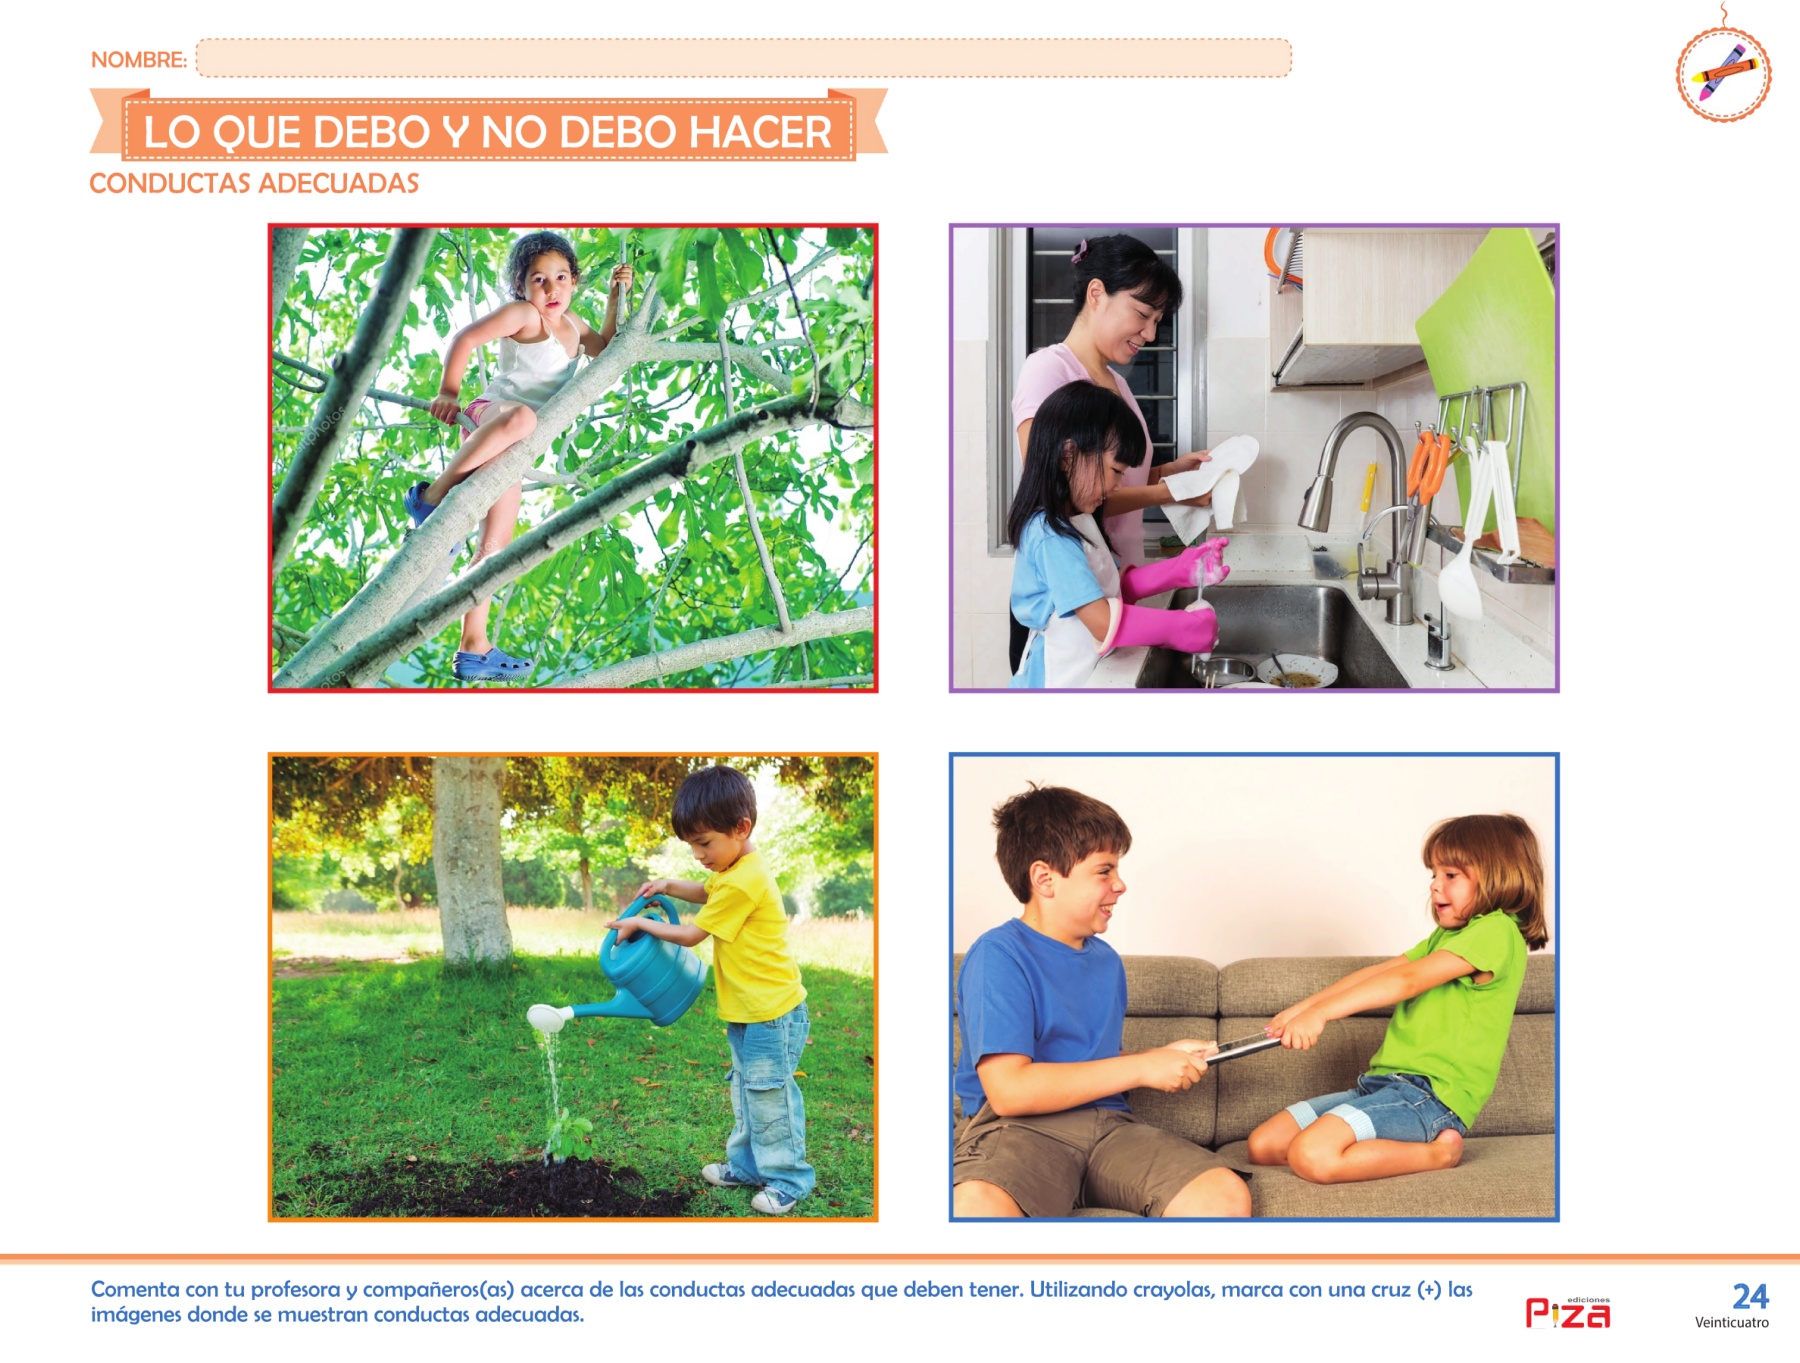 NOMBRE:
LO QUE DEBO Y NO DEBO HACER
CONDUCTAS ADECUADAS
Comenta con tu profesora y compañeros(as) acerca de las conductas adecuadas que deben tener. Utilizando crayolas, marca con una cruz (+) las
imágenes donde se muestran conductas adecuadas.
ediciones
Piza
24
Veinticuatro